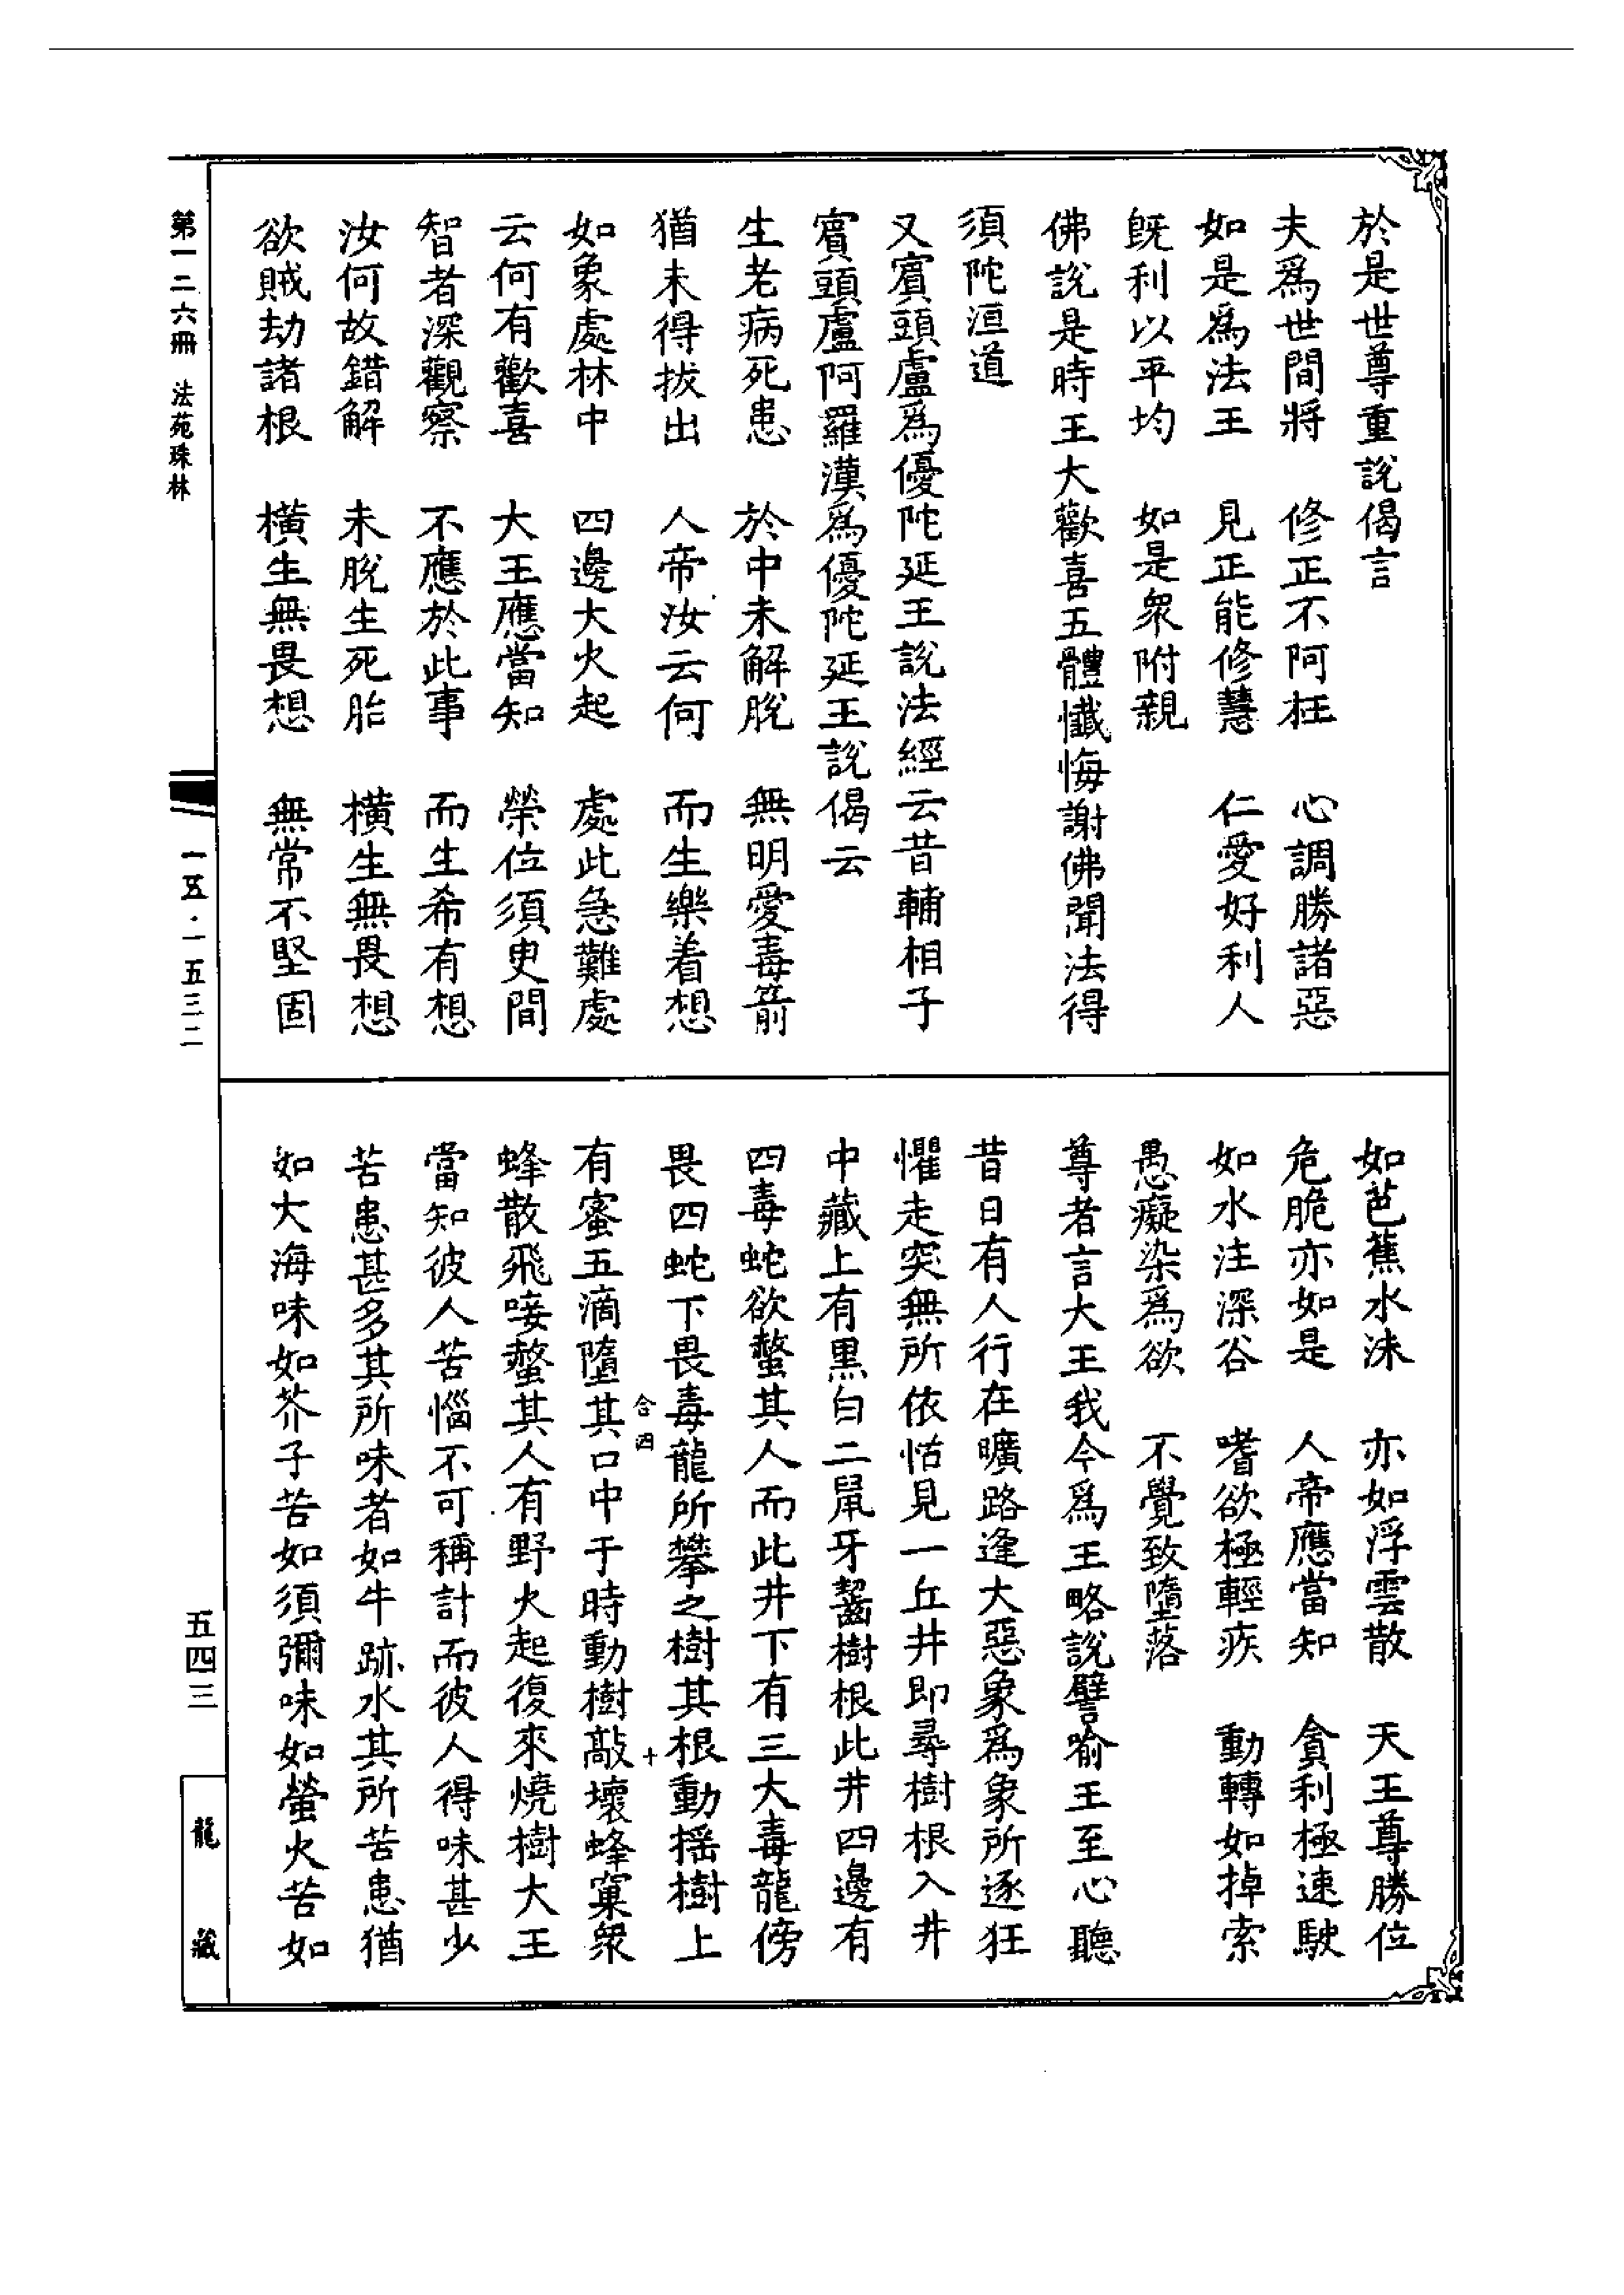 於是世尊重說偈言
夫爲世間將　修正不阿枉　心調勝諸惡
如是爲法王　見正能修慧　仁愛好利人
旣利以平均　如是衆附親
佛說是時王大歡喜五體懺悔謝佛聞法得
須陀洹道
又賓頭盧爲優陀延王說法經云昔輔相子
賓頭盧阿羅漢爲優陀延王說偈云
生老病死患　於中未解脫　無明愛毒箭
猶未得拔出　人帝汝云何　而生樂着想
如象處林中　四邊大火起　處此急難處
云何有歡喜　大王應當知　榮位須臾間
智者深觀察　不應於此事　而生希有想
汝何故錯解　未脫生死胎　橫生無畏想
欲賊劫諸根　橫生無畏想　無常不堅固
第一二六冊　法苑珠林
一五·一五三二
如芭蕉水沫　亦如浮雲散　天王尊勝位
危脆亦如是　人帝應當知　貪利極速駛
如水注深谷　嗜欲極輕疾　動轉如掉索
愚癡染爲欲　不覺致墮落
尊者言大王我今爲王略說譬喻王至心聽
昔日有人行在曠路逢大惡象爲象所逐狂
懼走突無所依怙見一丘井即尋樹根入井
中藏上有黑白二鼠牙齧樹根此井四邊有
四毒蛇欲螫其人而此井下有三大毒龍傍
畏四蛇下畏毒龍所攀之樹其根動搖樹上
有蜜五滴墮其口中于時動樹敲壞蜂窠衆
蜂散飛唼螫其人有野火起復來燒樹大王
當知彼人苦惱不可稱計而彼人得味甚少
苦患甚多其所味者如牛跡水其所苦患猶
如大海味如芥子苦如須彌味如螢火苦如
五四三
龍藏